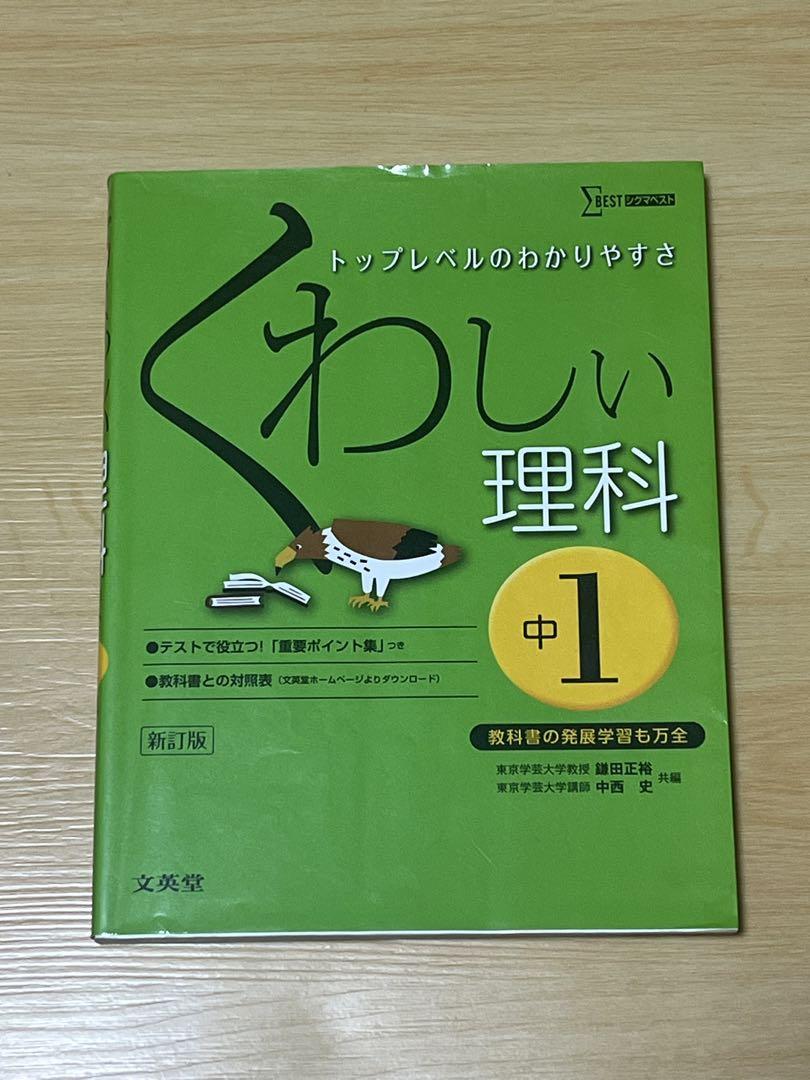 ΣBEST シグマベスト
トップレベルのわかりやすさ
くわしい
理科
中1
●テストで役立つ!「重要ポイント集」つき
●教科書との対照表(文英堂ホームページよりダウンロード)
新訂版
教科書の発展学習も万全
東京学芸大学教授 鎌田正裕
東京学芸大学講師 中西 史 共編
文英堂